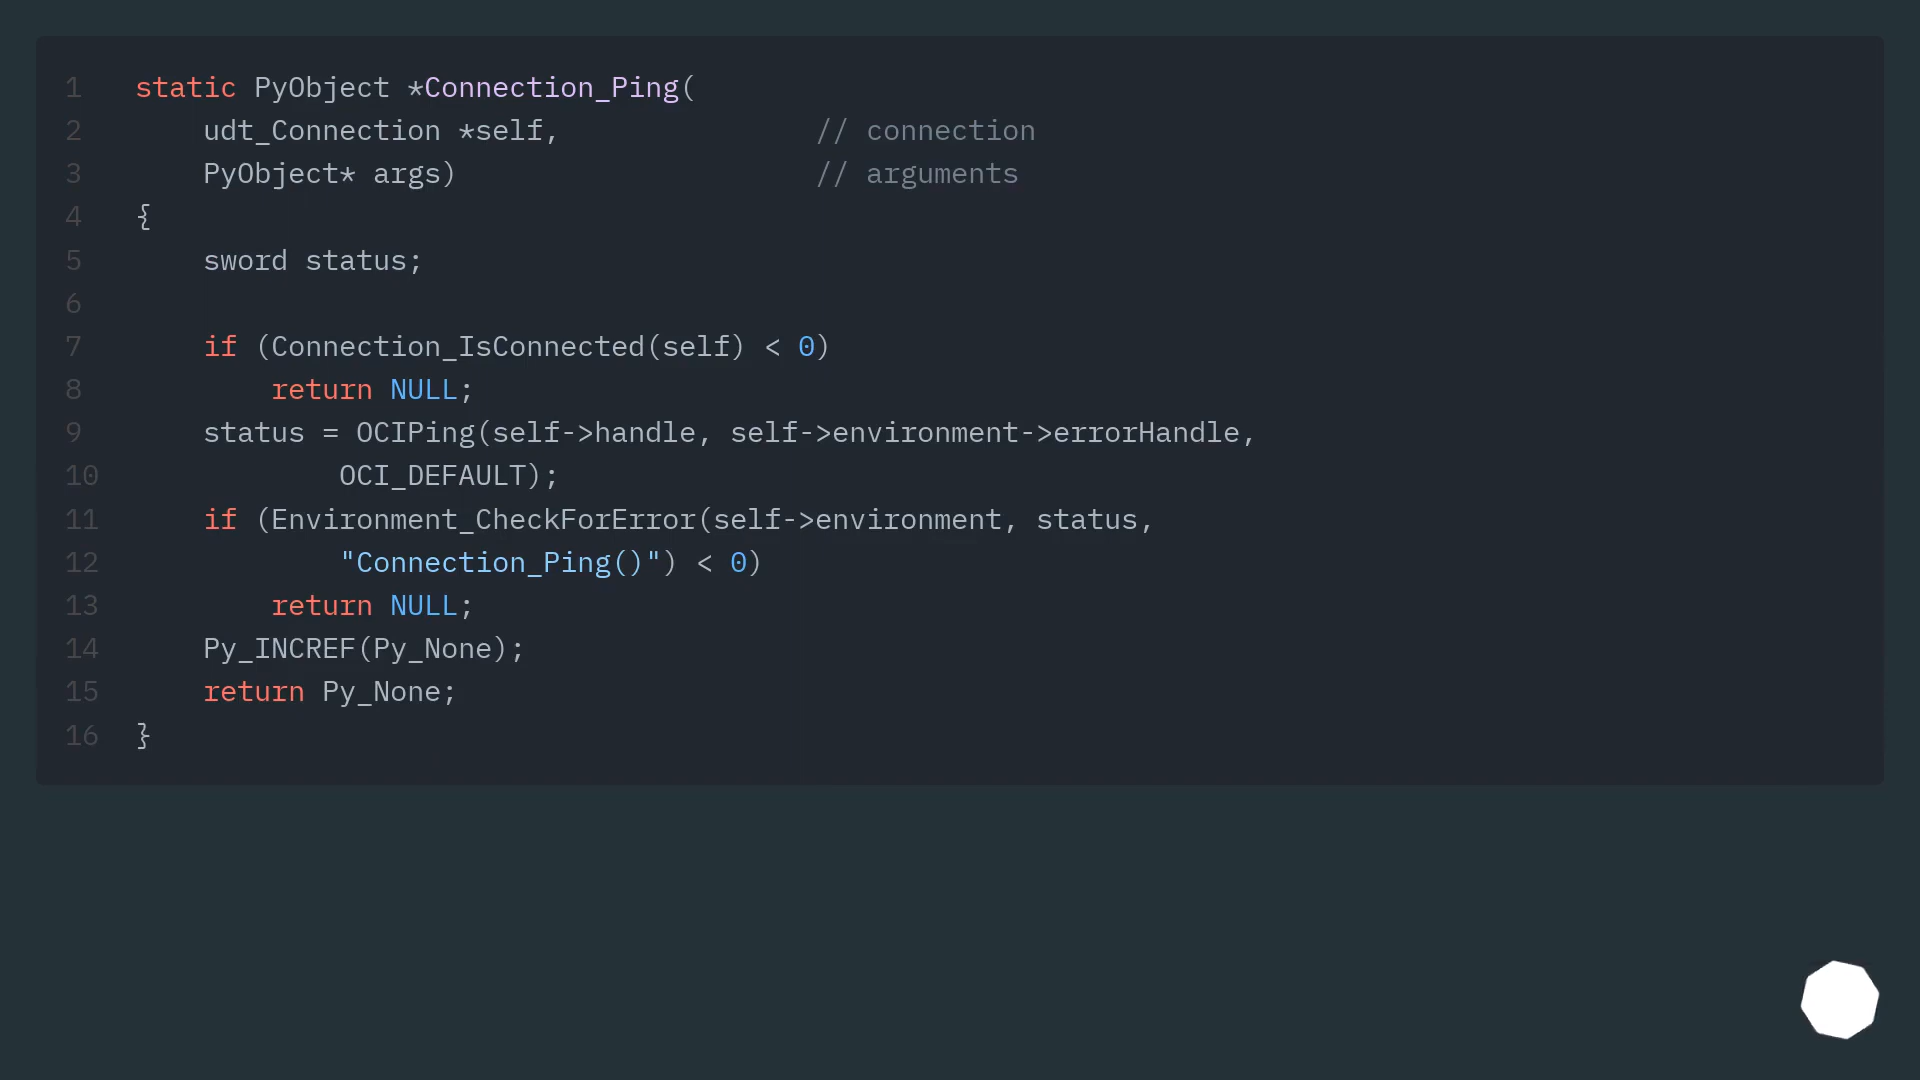 1 static PyObject *Connection_Ping(
2     udt_Connection *self,               // connection
3     PyObject* args)                     // arguments
4 {
5     sword status;
6
7     if (Connection_IsConnected(self) < 0)
8         return NULL;
9     status = OCIPing(self->handle, self->environment->errorHandle,
10             OCI_DEFAULT);
11     if (Environment_CheckForError(self->environment, status,
12             "Connection_Ping()") < 0)
13         return NULL;
14     Py_INCREF(Py_None);
15     return Py_None;
16 }